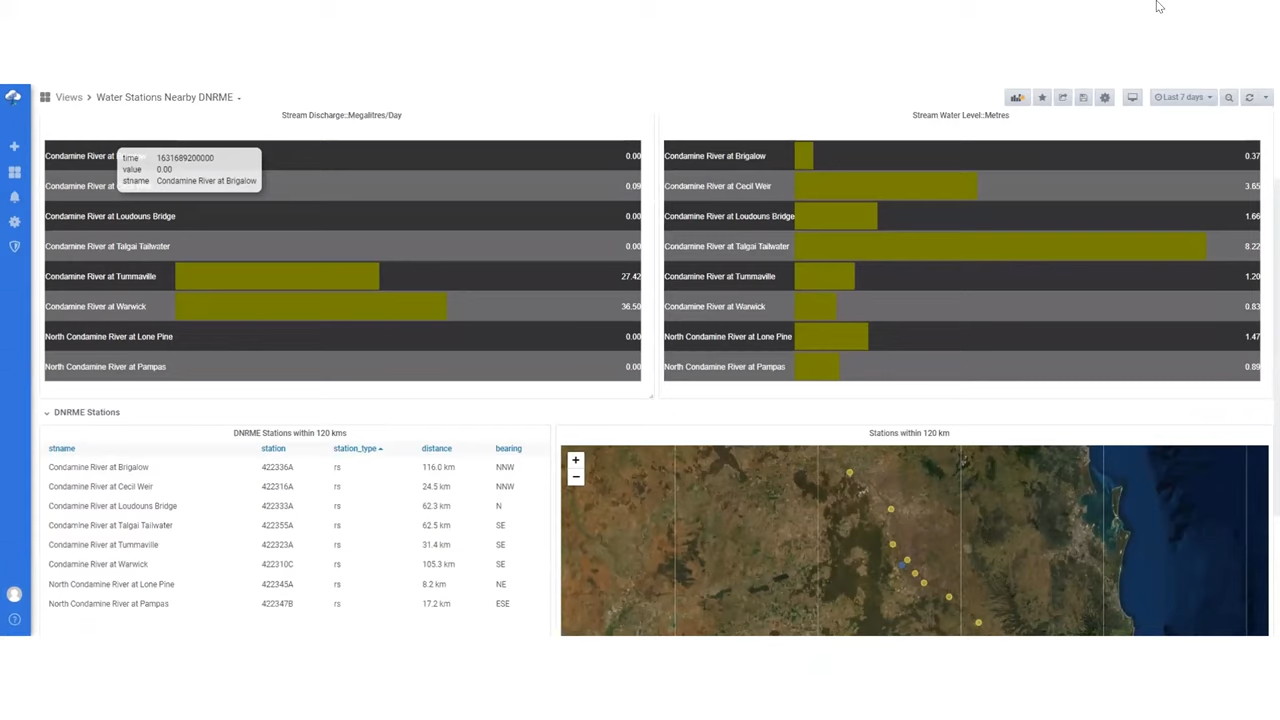 Views > Water Stations Nearby DNRME
Last 7 days
Stream Discharge::Megalitres/Day
Condamine River at 0.00
time 1631689200000
value 0.00
stname Condamine River at Brigalow
Condamine River at 0.09
Condamine River at Loudouns Bridge 0.00
Condamine River at Talgai Tailwater 0.00
Condamine River at Tummaville 27.42
Condamine River at Warwick 36.50
North Condamine River at Lone Pine 0.00
North Condamine River at Pampas 0.00
Stream Water Level::Metres
Condamine River at Brigalow 0.37
Condamine River at Cecil Weir 3.65
Condamine River at Loudouns Bridge 1.66
Condamine River at Talgai Tailwater 8.22
Condamine River at Tummaville 1.20
Condamine River at Warwick 0.83
North Condamine River at Lone Pine 1.47
North Condamine River at Pampas 0.89
DNRME Stations
DNRME Stations within 120 kms
stname station station_type distance bearing
Condamine River at Brigalow 422336A rs 116.0 km NNW
Condamine River at Cecil Weir 422316A rs 24.5 km NNW
Condamine River at Loudouns Bridge 422333A rs 62.3 km N
Condamine River at Talgai Tailwater 422355A rs 62.5 km SE
Condamine River at Tummaville 422323A rs 31.4 km SE
Condamine River at Warwick 422310C rs 105.3 km SE
North Condamine River at Lone Pine 422345A rs 8.2 km NE
North Condamine River at Pampas 422347B rs 17.2 km ESE
Stations within 120 km
+
−